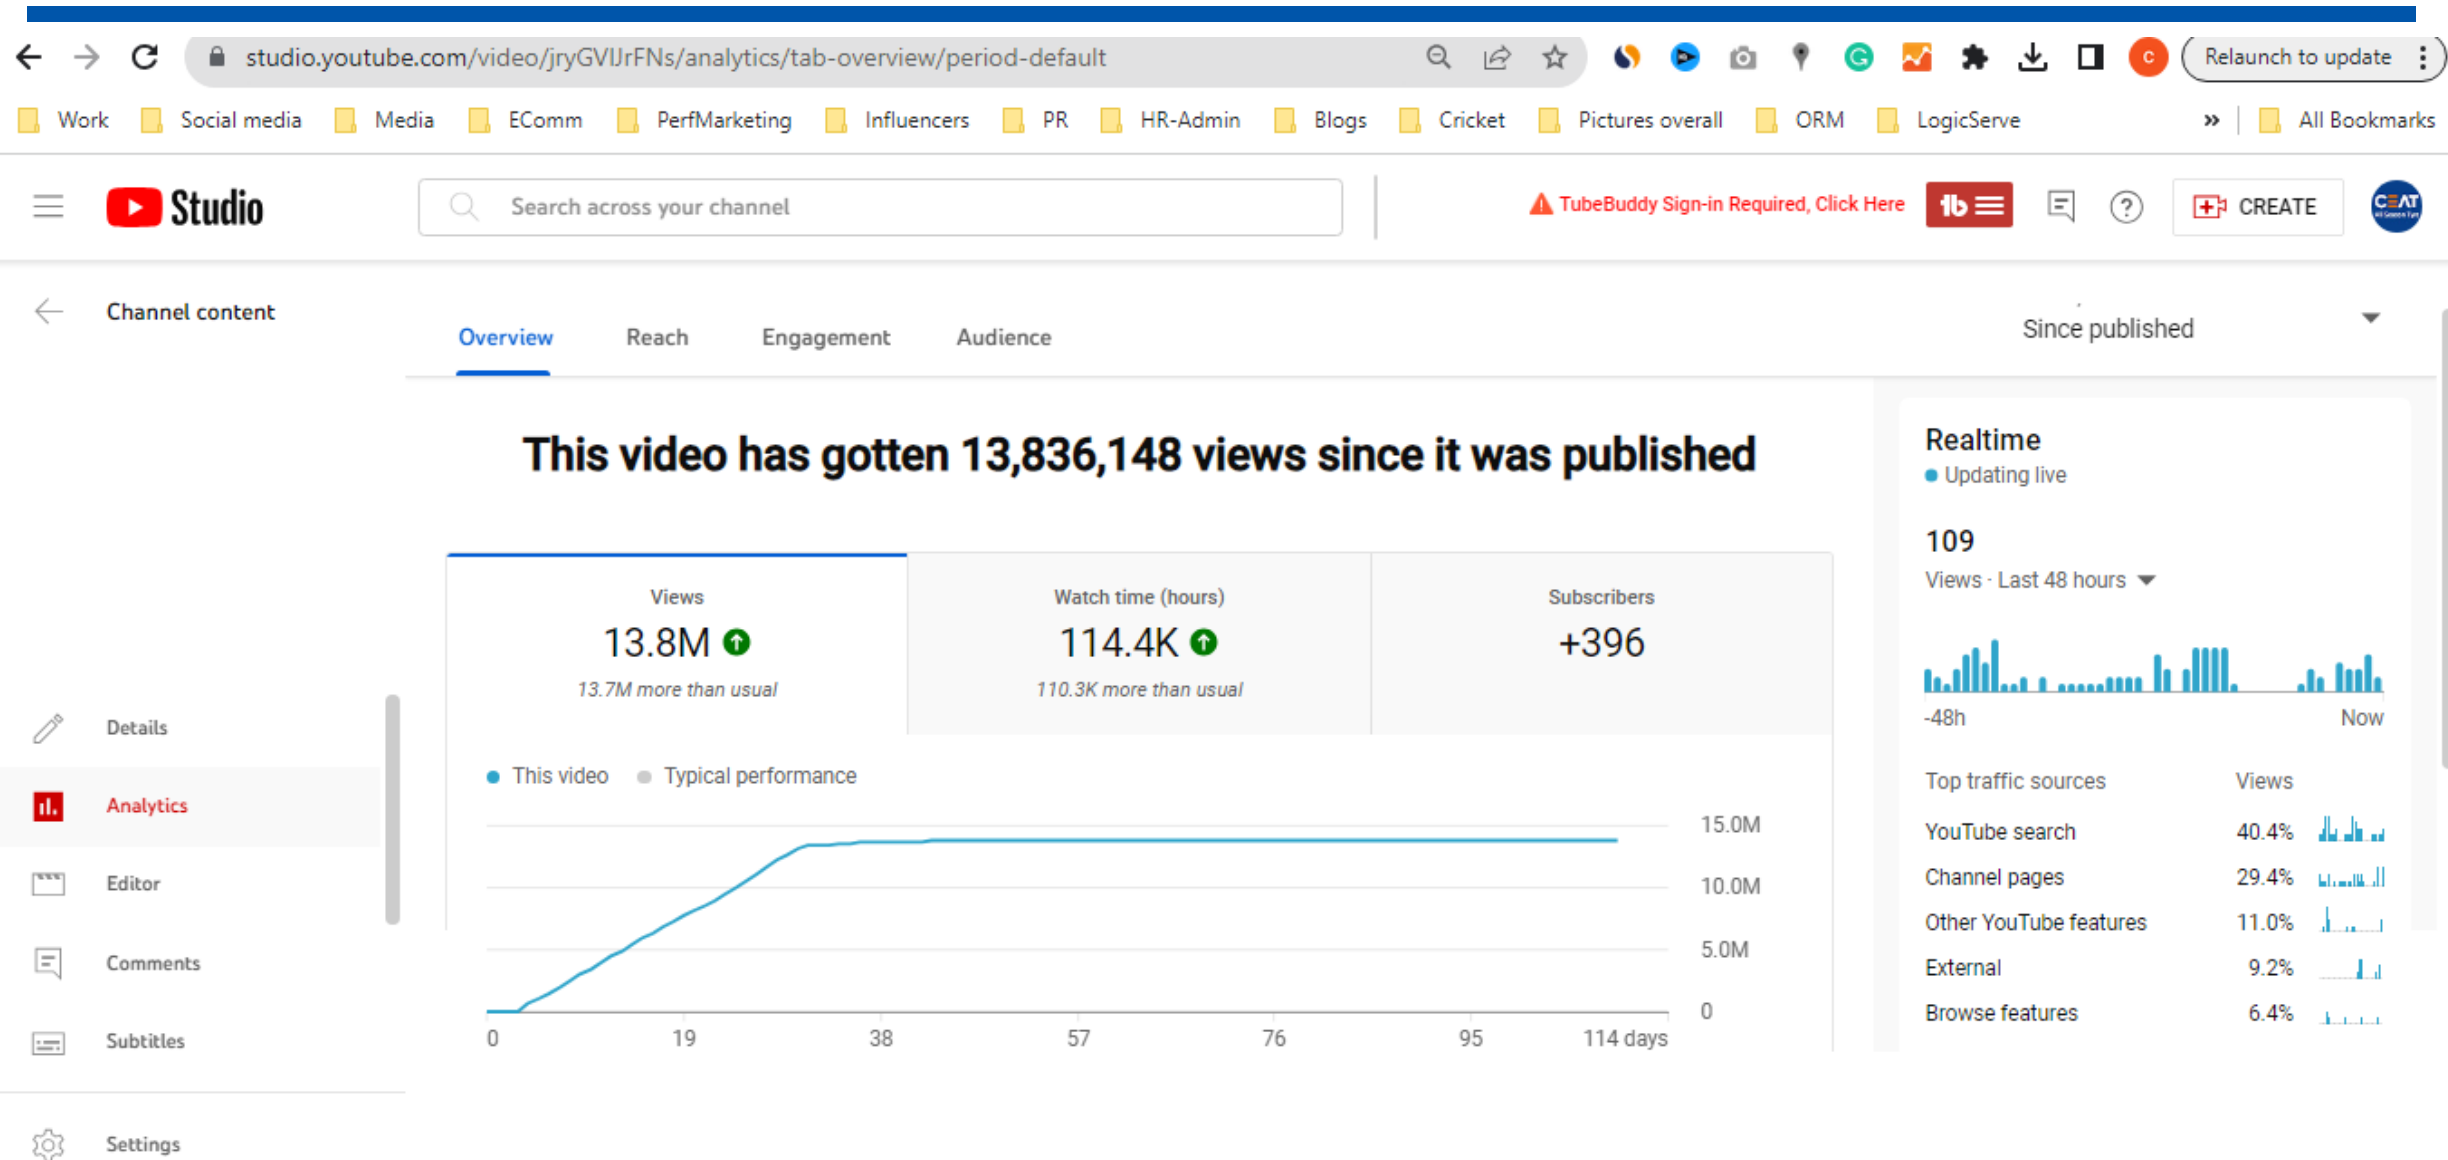 studio.youtube.com/video/jryGVIJrFNs/analytics/tab-overview/period-default
Relaunch to update
Work Social media Media EComm PerfMarketing Influencers PR HR-Admin Blogs Cricket Pictures overall ORM LogicServe » All Bookmarks
Studio
Search across your channel
TubeBuddy Sign-in Required, Click Here
CREATE
CEAT
Channel content
Overview Reach Engagement Audience
Since published
This video has gotten 13,836,148 views since it was published
Views
13.8M
13.7M more than usual
Watch time (hours)
114.4K
110.3K more than usual
Subscribers
+396
This video Typical performance
15.0M
10.0M
5.0M
0
0 19 38 57 76 95 114 days
Realtime
Updating live
109
Views · Last 48 hours
-48h Now
Top traffic sources Views
YouTube search 40.4%
Channel pages 29.4%
Other YouTube features 11.0%
External 9.2%
Browse features 6.4%
Details
Analytics
Editor
Comments
Subtitles
Settings